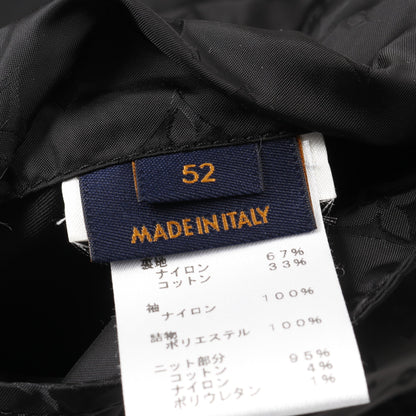 52
MADE IN ITALY
裏地 67%
ナイロン 33%
コットン
袖
ナイロン 100%
詰物 100%
ポリエステル
ニット部分 95%
コットン 4%
ナイロン 1%
ポリウレタン